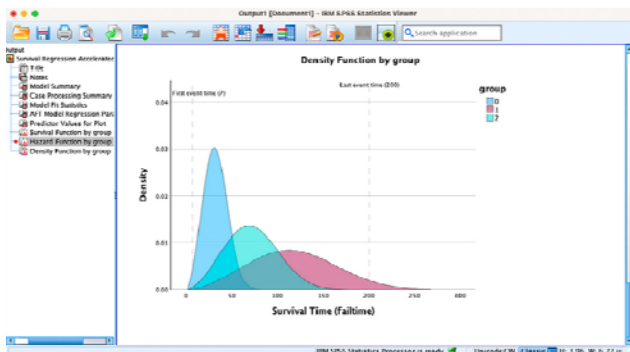 Output1 [Document1] - IBM SPSS Statistics Viewer
Search application
Output
Survival Regression Accelerated
Title
Notes
Model Summary
Case Processing Summary
Model Fit Statistics
AFT Model Regression Para
Predictor Values for Plot
Survival Function by group
Hazard Function by group
Density Function by group
Density Function by group
First event time (7)
Last event time (200)
group
0
1
2
0.04
0.03
0.02
0.01
0.00
Density
0
50
100
150
200
250
300
Survival Time (failtime)
IBM SPSS Statistics Processor is ready
Unicode:ON
Classic